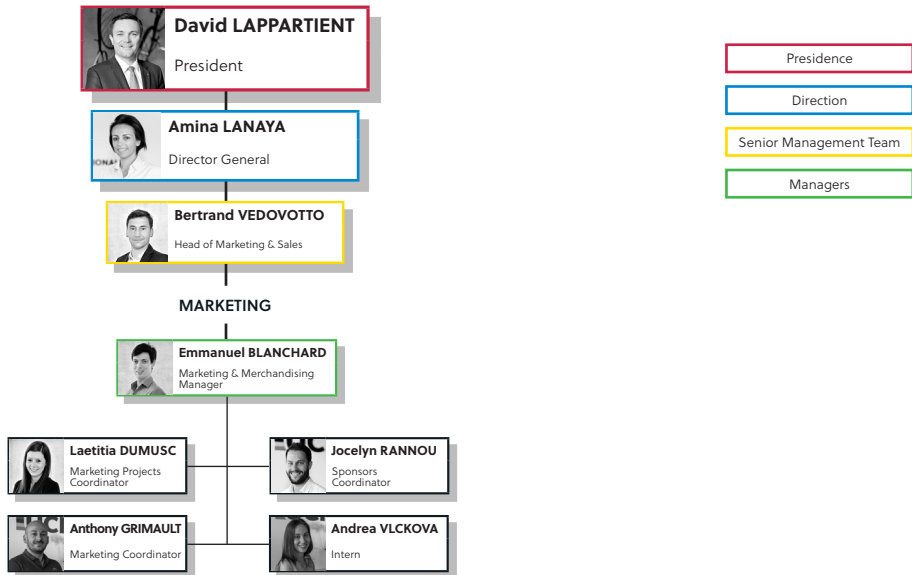 David LAPPARTIENT
President
Amina LANAYA
Director General
Bertrand VEDOVOTTO
Head of Marketing & Sales
MARKETING
Emmanuel BLANCHARD
Marketing & Merchandising
Manager
Laetitia DUMUSC
Marketing Projects
Coordinator
Jocelyn RANNOU
Sponsors
Coordinator
Anthony GRIMAULT
Marketing Coordinator
Andrea VLCKOVA
Intern
Presidence
Direction
Senior Management Team
Managers